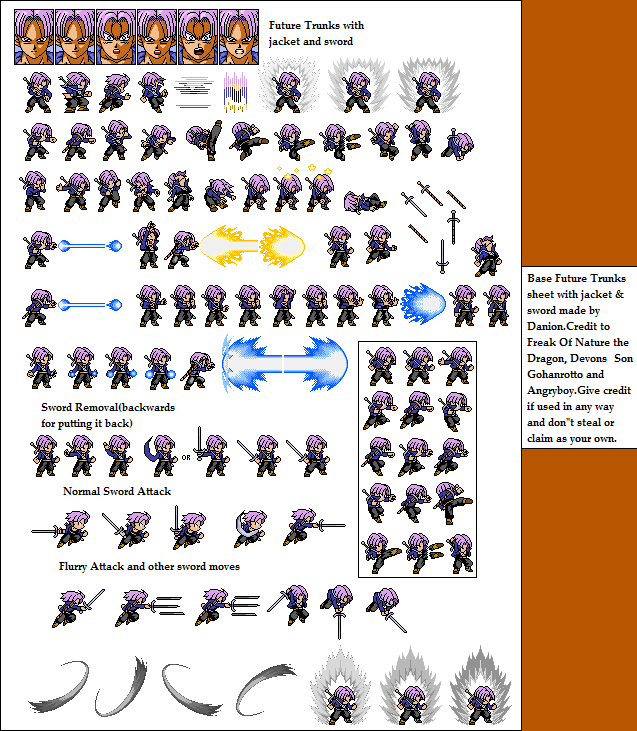 Future Trunks with
jacket and sword
Base Future Trunks
sheet with jacket &
sword made by
Danion.Credit to
Freak Of Nature the
Dragon, Devons Son
Gohanrotto and
Angryboy.Give credit
if used in any way
and don"t steal or
claim as your own.
Sword Removal(backwards
for putting it back)
OR
Normal Sword Attack
Flurry Attack and other sword moves